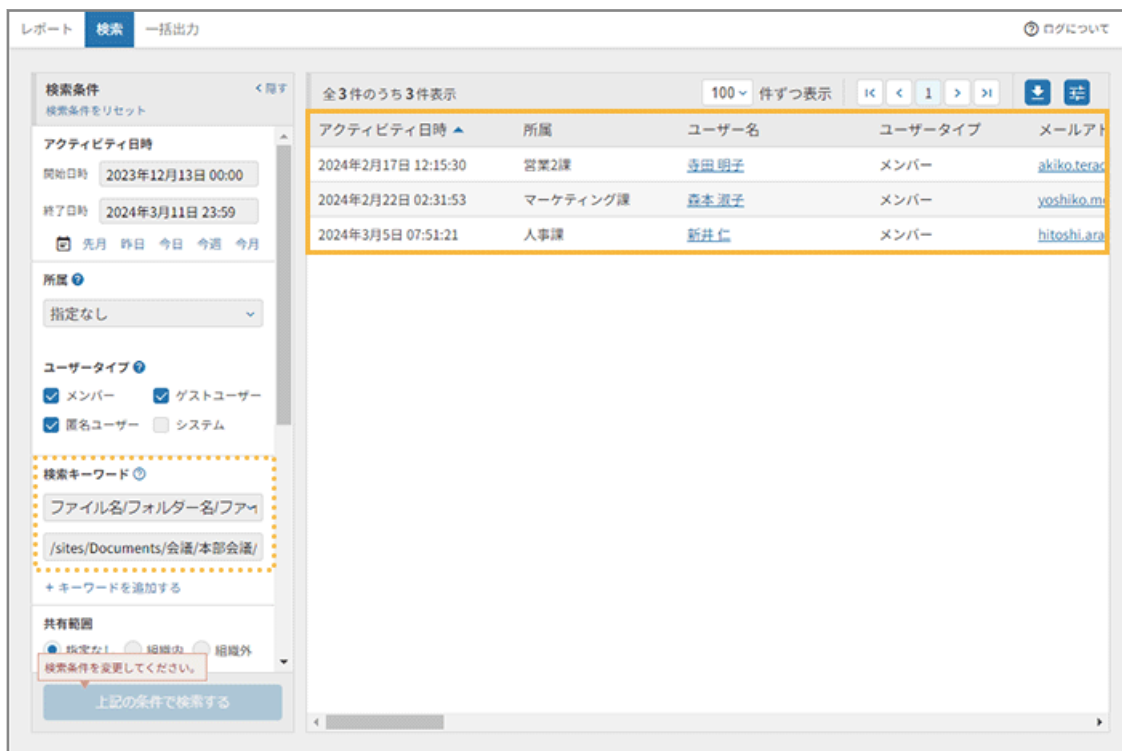 レポート 検索 一括出力 ログについて
検索条件 < 隠す
検索条件をリセット
アクティビティ日時
開始日時 2023年12月13日 00:00
終了日時 2024年3月11日 23:59
先月 昨日 今日 今週 今月
所属
指定なし
ユーザータイプ
メンバー ゲストユーザー
匿名ユーザー システム
検索キーワード
ファイル名/フォルダー名/ファ
/sites/Documents/会議/本部会議/
+ キーワードを追加する
共有範囲
指定なし 組織内 組織外
検索条件を変更してください。
上記の条件で検索する
全3件のうち3件表示 100 件ずつ表示 1
アクティビティ日時 所属 ユーザー名 ユーザータイプ メールアド
2024年2月17日 12:15:30 営業2課 寺田 明子 メンバー akiko.terad
2024年2月22日 02:31:53 マーケティング課 森本 淑子 メンバー yoshiko.m
2024年3月5日 07:51:21 人事課 新井 仁 メンバー hitoshi.ara